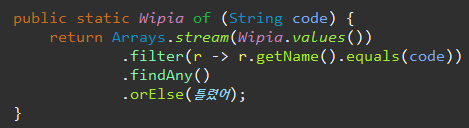 public static Wipia of (String code) {
    return Arrays.stream(Wipia.values())
            .filter(r -> r.getName().equals(code))
            .findAny()
            .orElse(틀렸어);
}